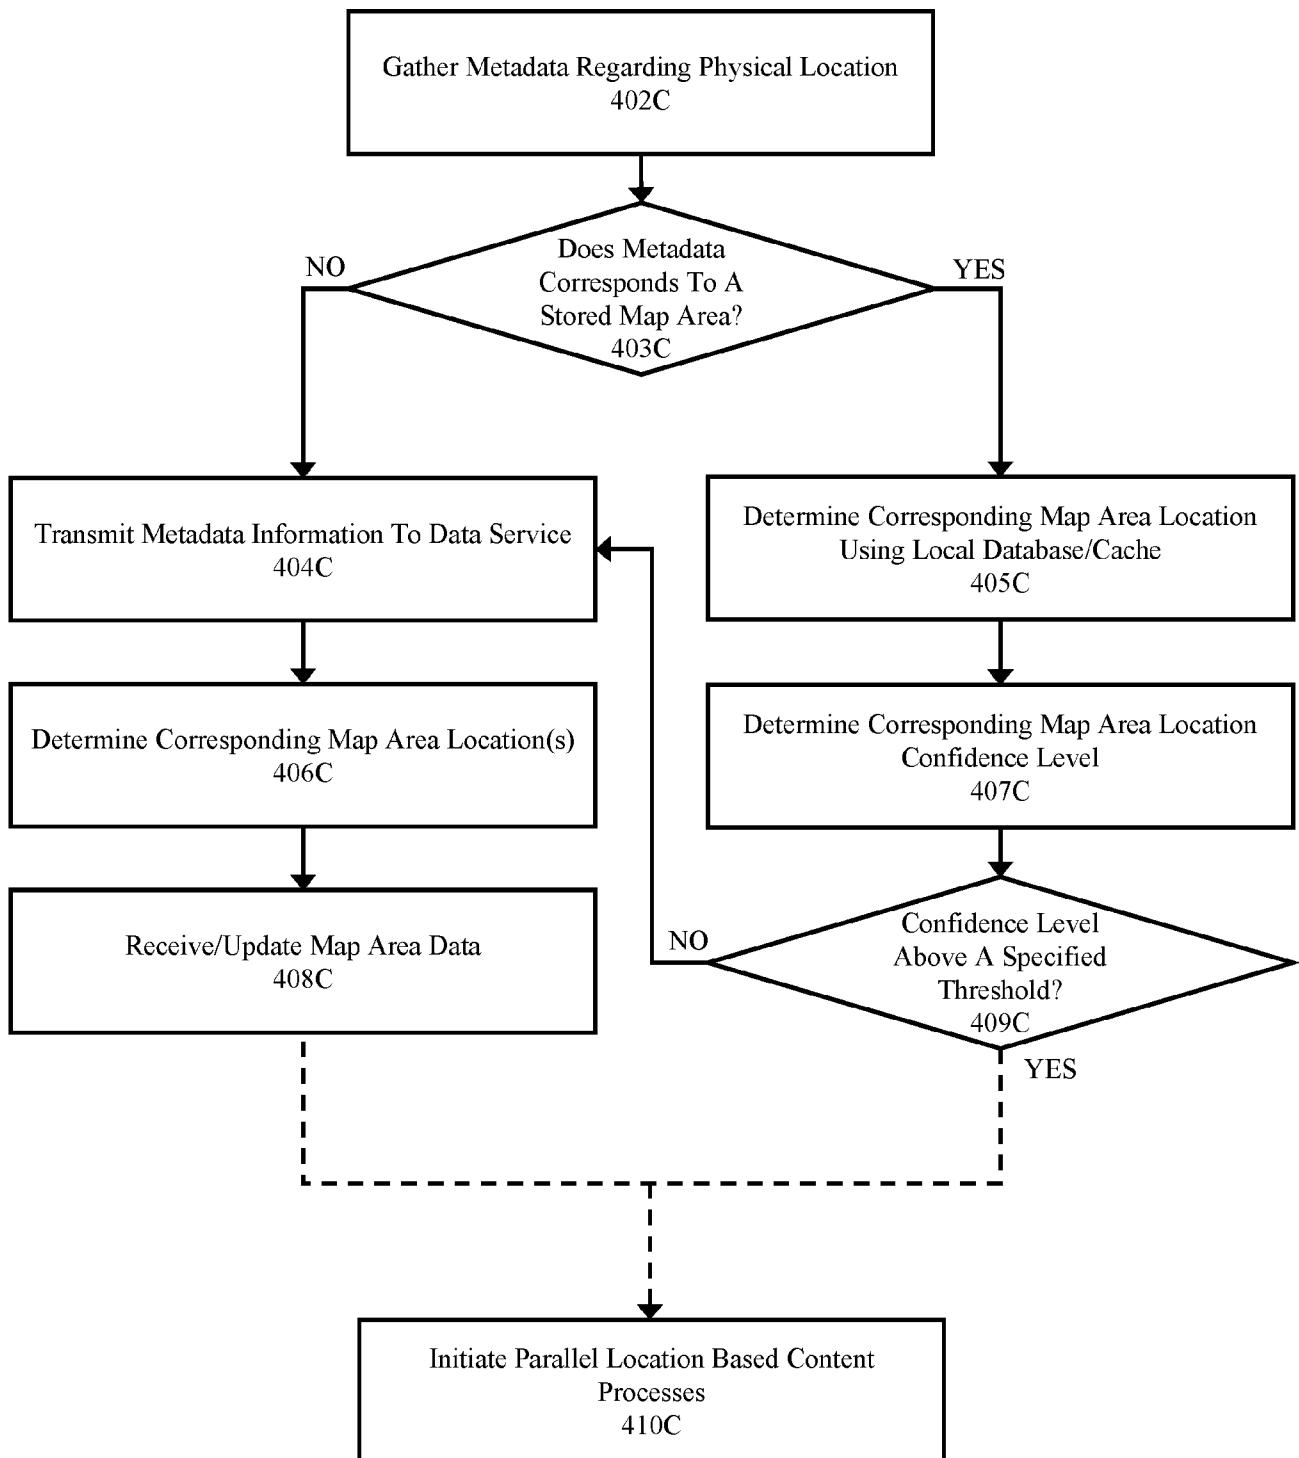 Gather Metadata Regarding Physical Location
402C
Does Metadata
Corresponds To A
Stored Map Area?
403C
NO
YES
Transmit Metadata Information To Data Service
404C
Determine Corresponding Map Area Location
Using Local Database/Cache
405C
Determine Corresponding Map Area Location(s)
406C
Determine Corresponding Map Area Location
Confidence Level
407C
Receive/Update Map Area Data
408C
Confidence Level
Above A Specified
Threshold?
409C
NO
YES
Initiate Parallel Location Based Content
Processes
410C